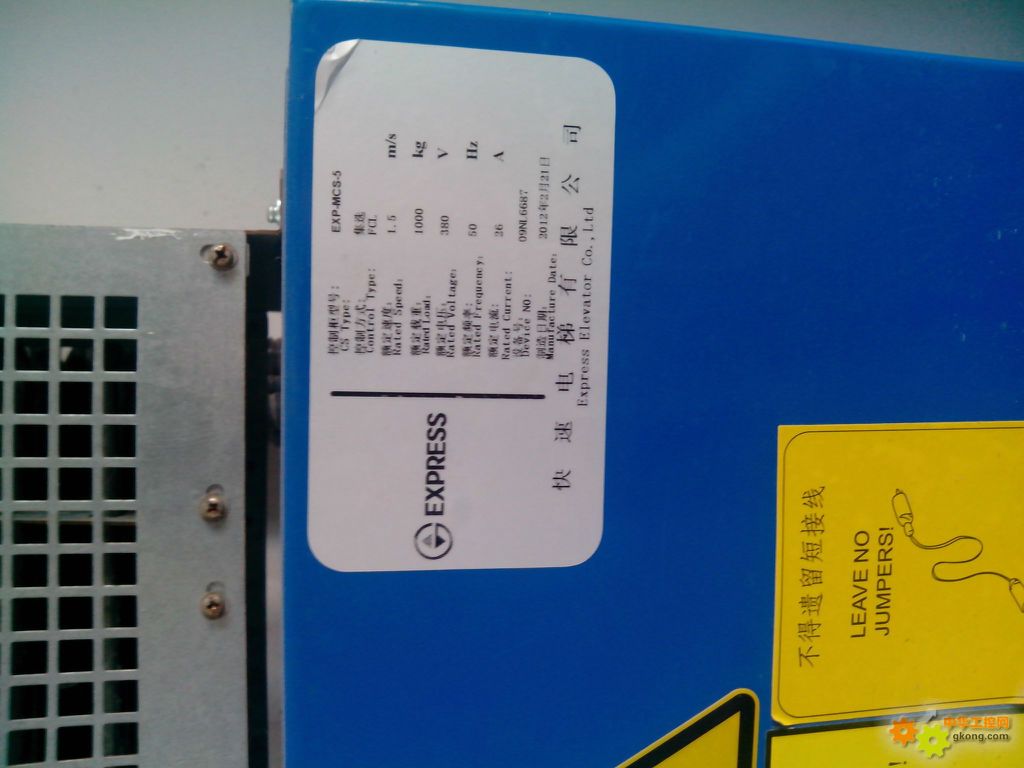 EXPRESS
控制柜型号: EXP-MCS-5
CS Type:
控制方式: 集选
Control Type: FCL
额定速度: 1.5 m/s
Rated Speed:
额定载重: 1000 kg
Rated Load:
额定电压: 380 V
Rated Voltage:
额定频率: 50 Hz
Rated Frequency:
额定电流: 26 A
Rated Current:
设备号: 09NL6687
Device NO:
制造日期: 2012年2月21日
Manufacture Date:
快速电梯有限公司
Express Elevator Co., Ltd
不得遗留短接线
LEAVE NO
JUMPERS!
中华工控网
gkong.com